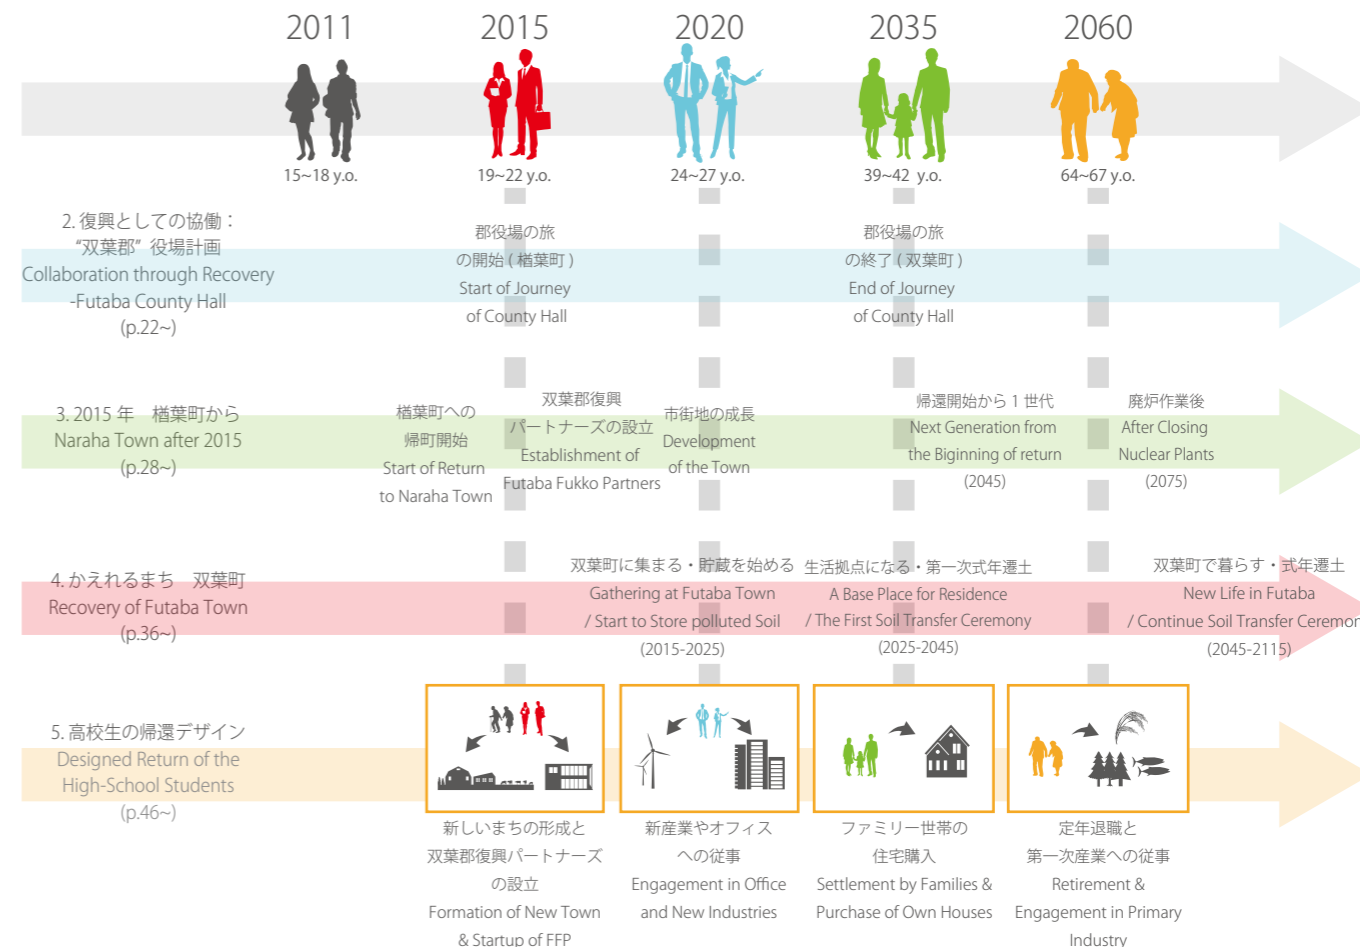 2011
2015
2020
2035
2060
15~18 y.o.
19~22 y.o.
24~27 y.o.
39~42 y.o.
64~67 y.o.
2. 復興としての協働：
“双葉郡” 役場計画
Collaboration through Recovery
-Futaba County Hall
(p.22~)
郡役場の旅
の開始 ( 楢葉町 )
Start of Journey
of County Hall
郡役場の旅
の終了 ( 双葉町 )
End of Journey
of County Hall
3. 2015 年　楢葉町から
Naraha Town after 2015
(p.28~)
楢葉町への
帰町開始
Start of Return
to Naraha Town
双葉郡復興
パートナーズの設立
Establishment of
Futaba Fukko Partners
市街地の成長
Development
of the Town
帰還開始から 1 世代
Next Generation from
the Biginning of return
(2045)
廃炉作業後
After Closing
Nuclear Plants
(2075)
4. かえれるまち　双葉町
Recovery of Futaba Town
(p.36~)
双葉町に集まる・貯蔵を始める
Gathering at Futaba Town
/ Start to Store polluted Soil
(2015-2025)
生活拠点になる・第一次式年遷土
A Base Place for Residence
/ The First Soil Transfer Ceremony
(2025-2045)
双葉町で暮らす・式年遷土
New Life in Futaba
/ Continue Soil Transfer Ceremon
(2045-2115)
5. 高校生の帰還デザイン
Designed Return of the
High-School Students
(p.46~)
新しいまちの形成と
双葉郡復興パートナーズ
の設立
Formation of New Town
& Startup of FFP
新産業やオフィス
への従事
Engagement in Office
and New Industries
ファミリー世帯の
住宅購入
Settlement by Families &
Purchase of Own Houses
定年退職と
第一次産業への従事
Retirement &
Engagement in Primary
Industry